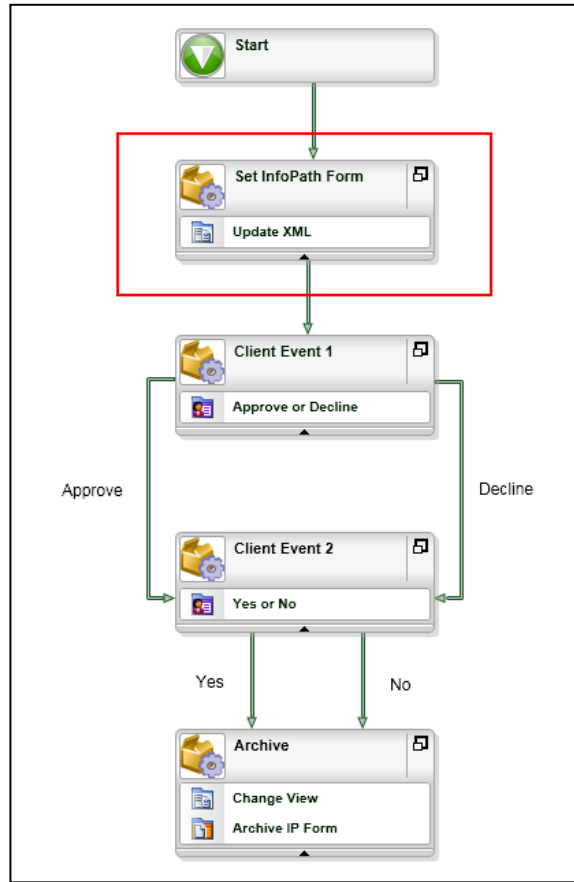 Start
Set InfoPath Form
Update XML
Client Event 1
Approve or Decline
Approve
Decline
Client Event 2
Yes or No
Yes
No
Archive
Change View
Archive IP Form